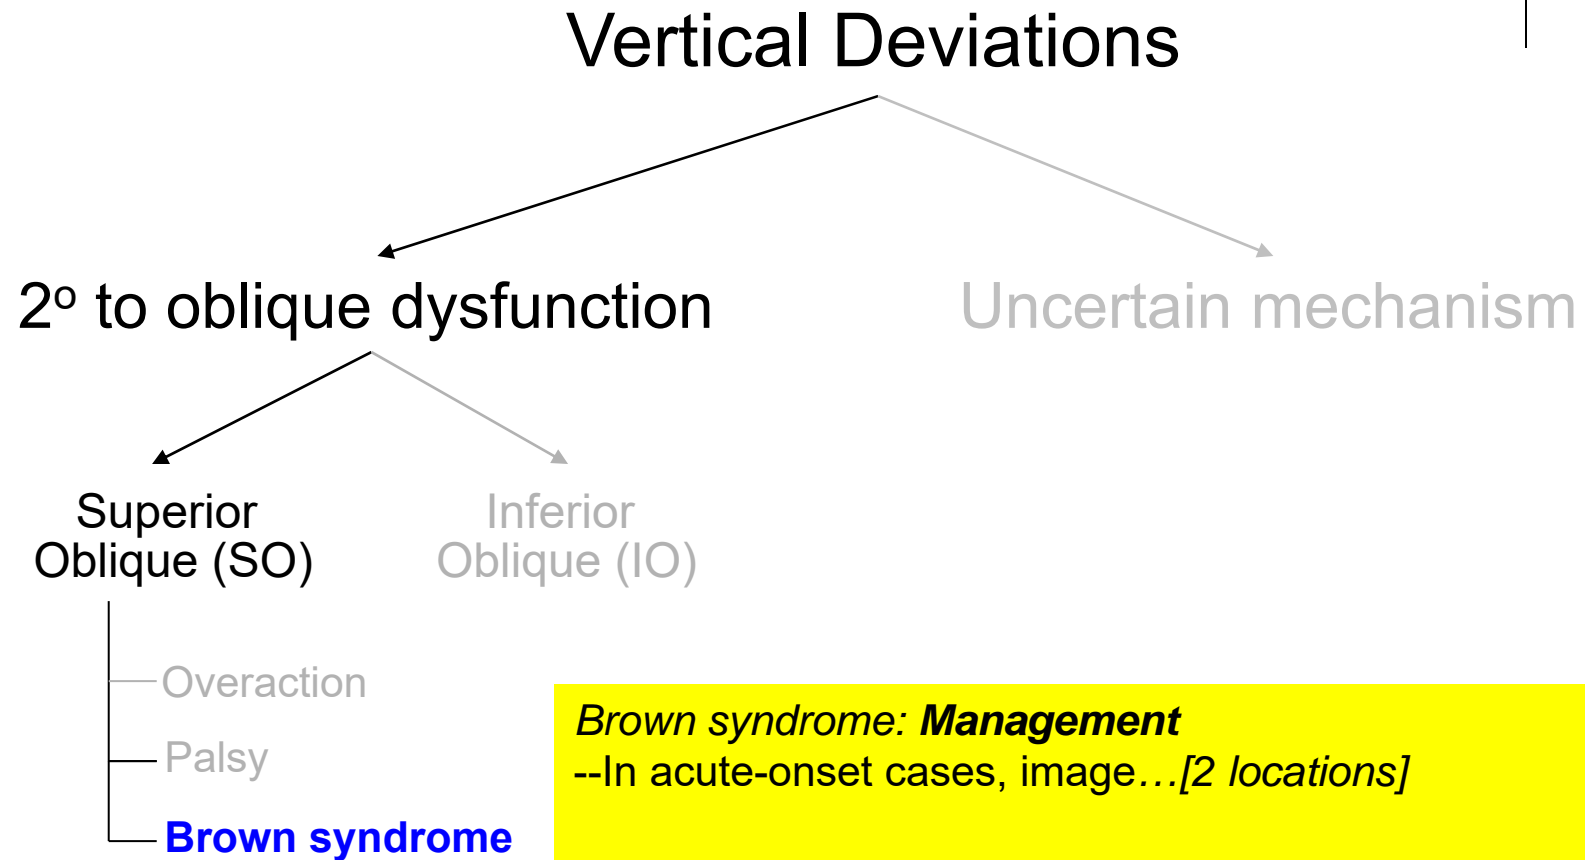 Vertical Deviations
2º to oblique dysfunction
Uncertain mechanism
Superior
Oblique (SO)
Inferior
Oblique (IO)
Overaction
Palsy
Brown syndrome
Brown syndrome: Management
--In acute-onset cases, image…[2 locations]